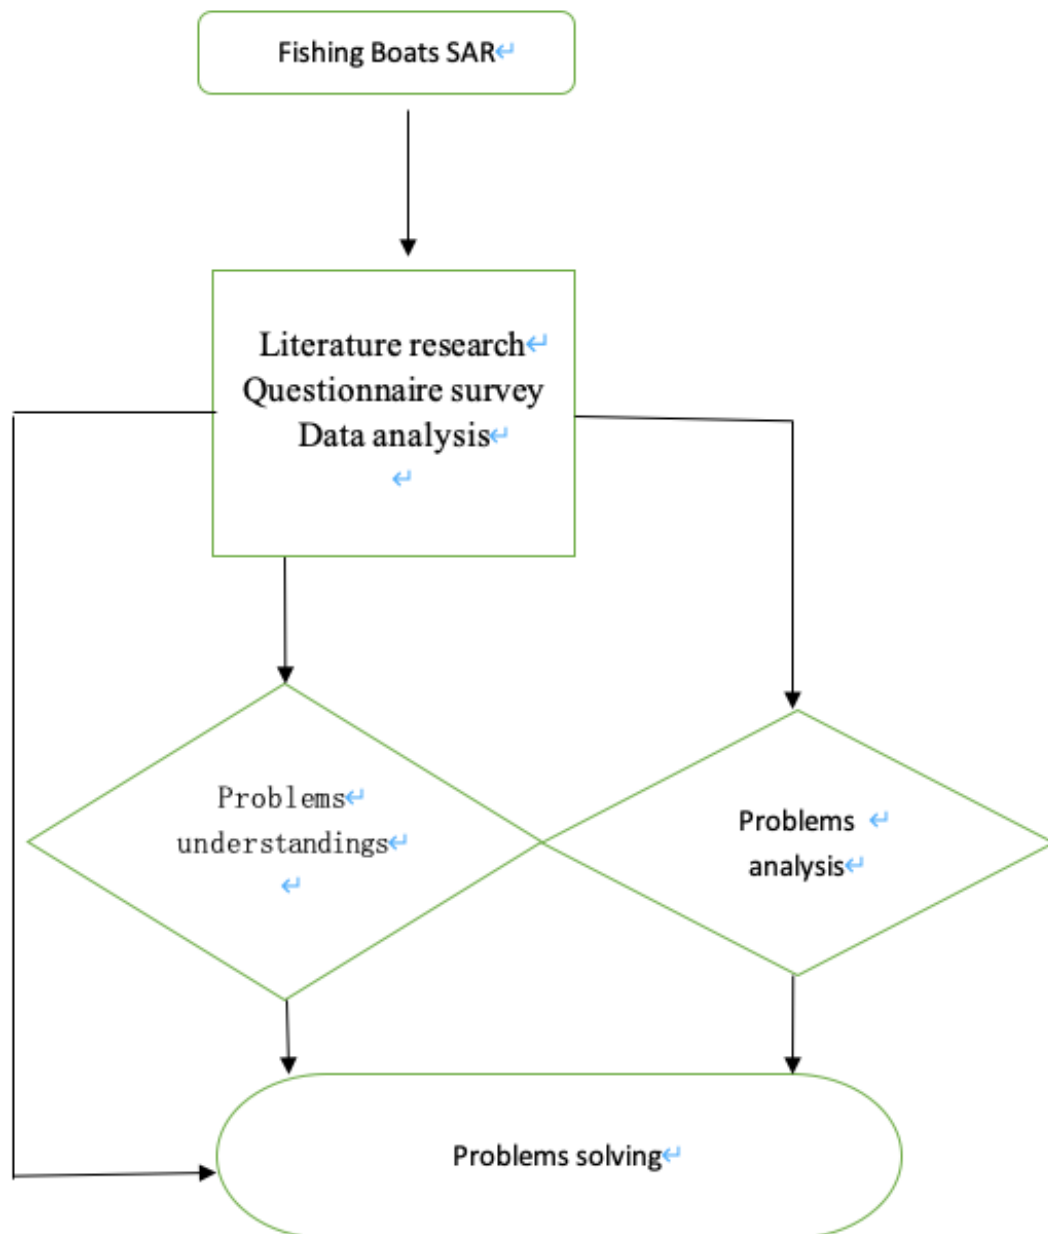 Fishing Boats SAR↵
Literature research↵
Questionnaire survey
Data analysis↵
↵
Problems↵
understandings↵
↵
Problems ↵
analysis↵
Problems solving↵